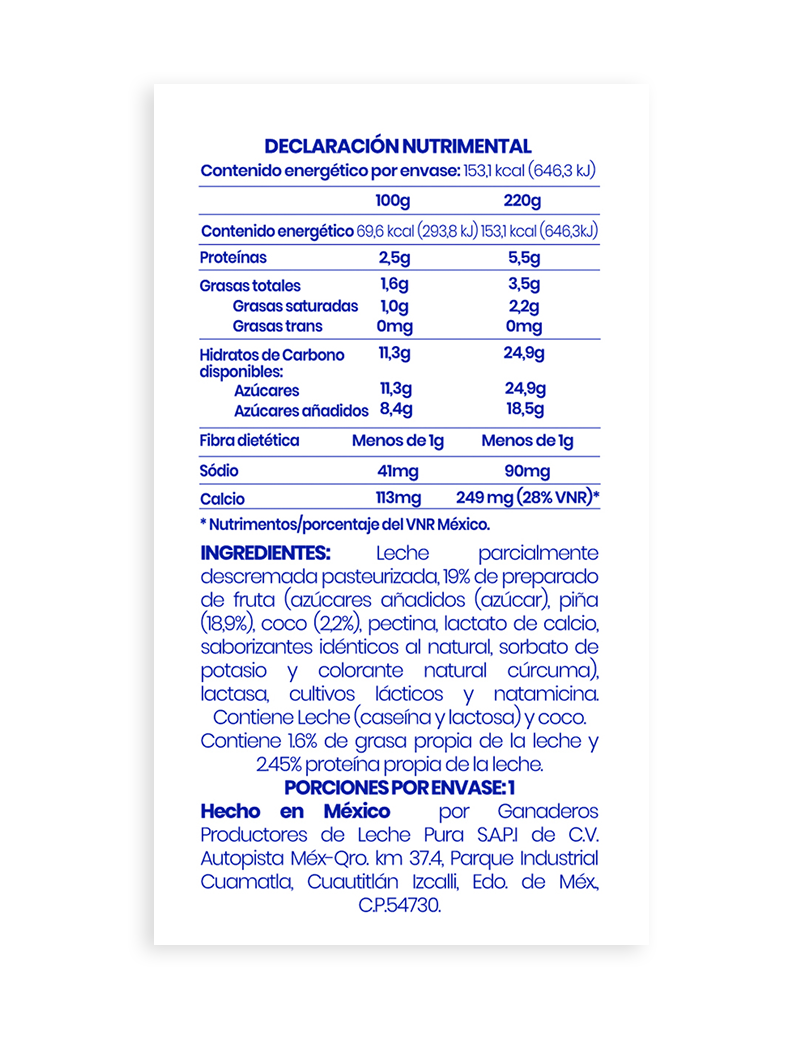 DECLARACIÓN NUTRIMENTAL
Contenido energético por envase: 153,1 kcal (646,3 kJ)
100g 220g
Contenido energético 69,6 kcal (293,8 kJ) 153,1 kcal (646,3kJ)
Proteínas 2,5g 5,5g
Grasas totales 1,6g 3,5g
Grasas saturadas 1,0g 2,2g
Grasas trans 0mg 0mg
Hidratos de Carbono 11,3g 24,9g
disponibles:
Azúcares 11,3g 24,9g
Azúcares añadidos 8,4g 18,5g
Fibra dietética Menos de 1g Menos de 1g
Sódio 41mg 90mg
Calcio 113mg 249 mg (28% VNR)*
* Nutrimentos/porcentaje del VNR México.
INGREDIENTES: Leche parcialmente
descremada pasteurizada, 19% de preparado
de fruta (azúcares añadidos (azúcar), piña
(18,9%), coco (2,2%), pectina, lactato de calcio,
saborizantes idénticos al natural, sorbato de
potasio y colorante natural cúrcuma),
lactasa, cultivos lácticos y natamicina.
Contiene Leche (caseína y lactosa) y coco.
Contiene 1.6% de grasa propia de la leche y
2.45% proteína propia de la leche.
PORCIONES POR ENVASE: 1
Hecho en México por Ganaderos
Productores de Leche Pura S.A.P.I de C.V.
Autopista Méx-Qro. km 37.4, Parque Industrial
Cuamatla, Cuautitlán Izcalli, Edo. de Méx.,
C.P.54730.